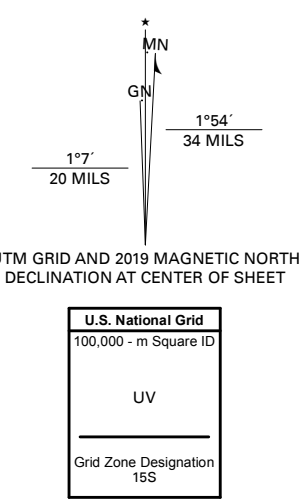 MN
GN
1°54´
34 MILS
1°7´
20 MILS
UTM GRID AND 2019 MAGNETIC NORTH
DECLINATION AT CENTER OF SHEET
U.S. National Grid
100,000 - m Square ID
UV
Grid Zone Designation
15S